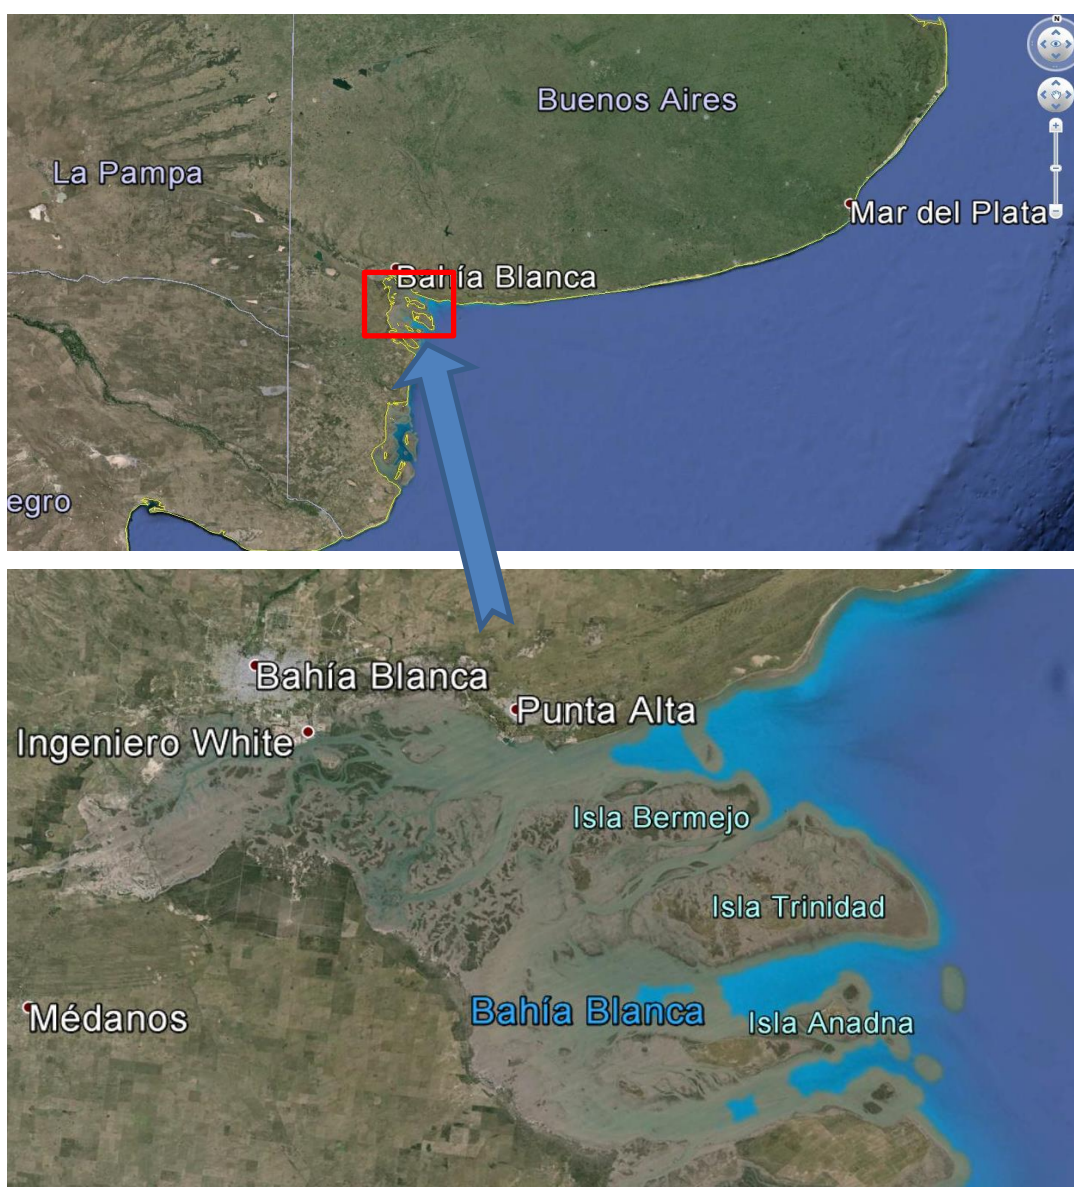 N
Buenos Aires
La Pampa
Mar del Plata
Bahía Blanca
egro
Bahía Blanca
Punta Alta
Ingeniero White
Isla Bermejo
Isla Trinidad
Bahía Blanca
Isla Anadna
Médanos